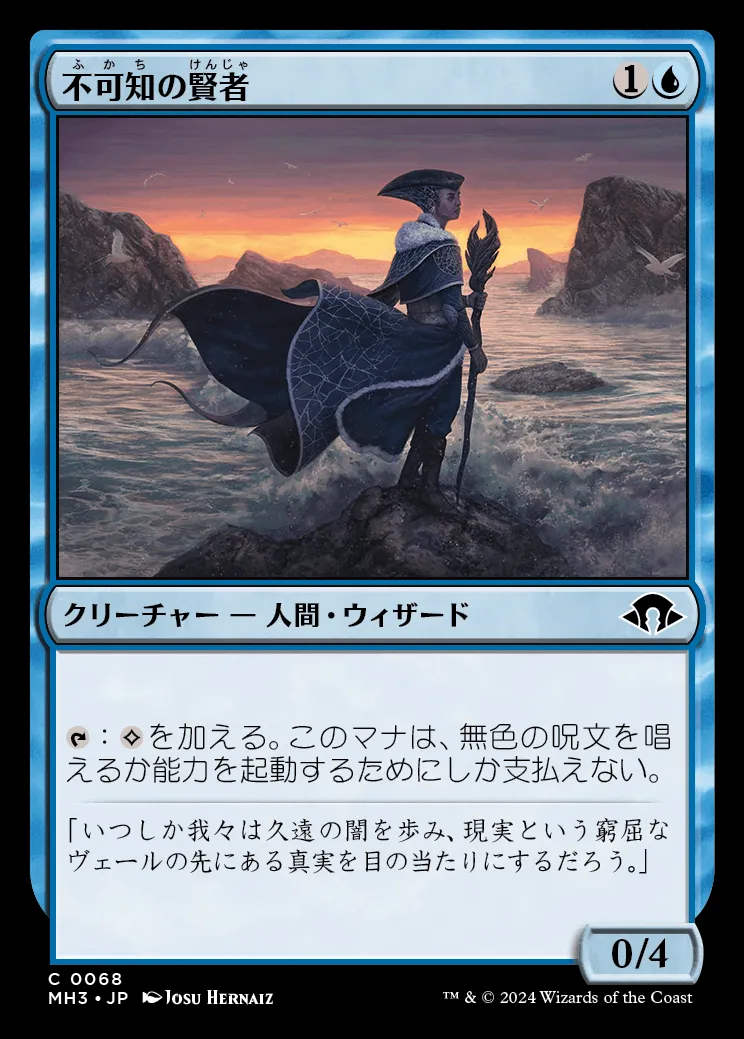 ふかち けんじゃ
不可知の賢者 1
クリーチャー — 人間・ウィザード
：を加える。このマナは、無色の呪文を唱
えるか能力を起動するためにしか支払えない。
「いつしか我々は久遠の闇を歩み、現実という窮屈な
ヴェールの先にある真実を目の当たりにするだろう。」
0/4
C 0068
MH3 • JP Josu Hernaiz
™ & © 2024 Wizards of the Coast